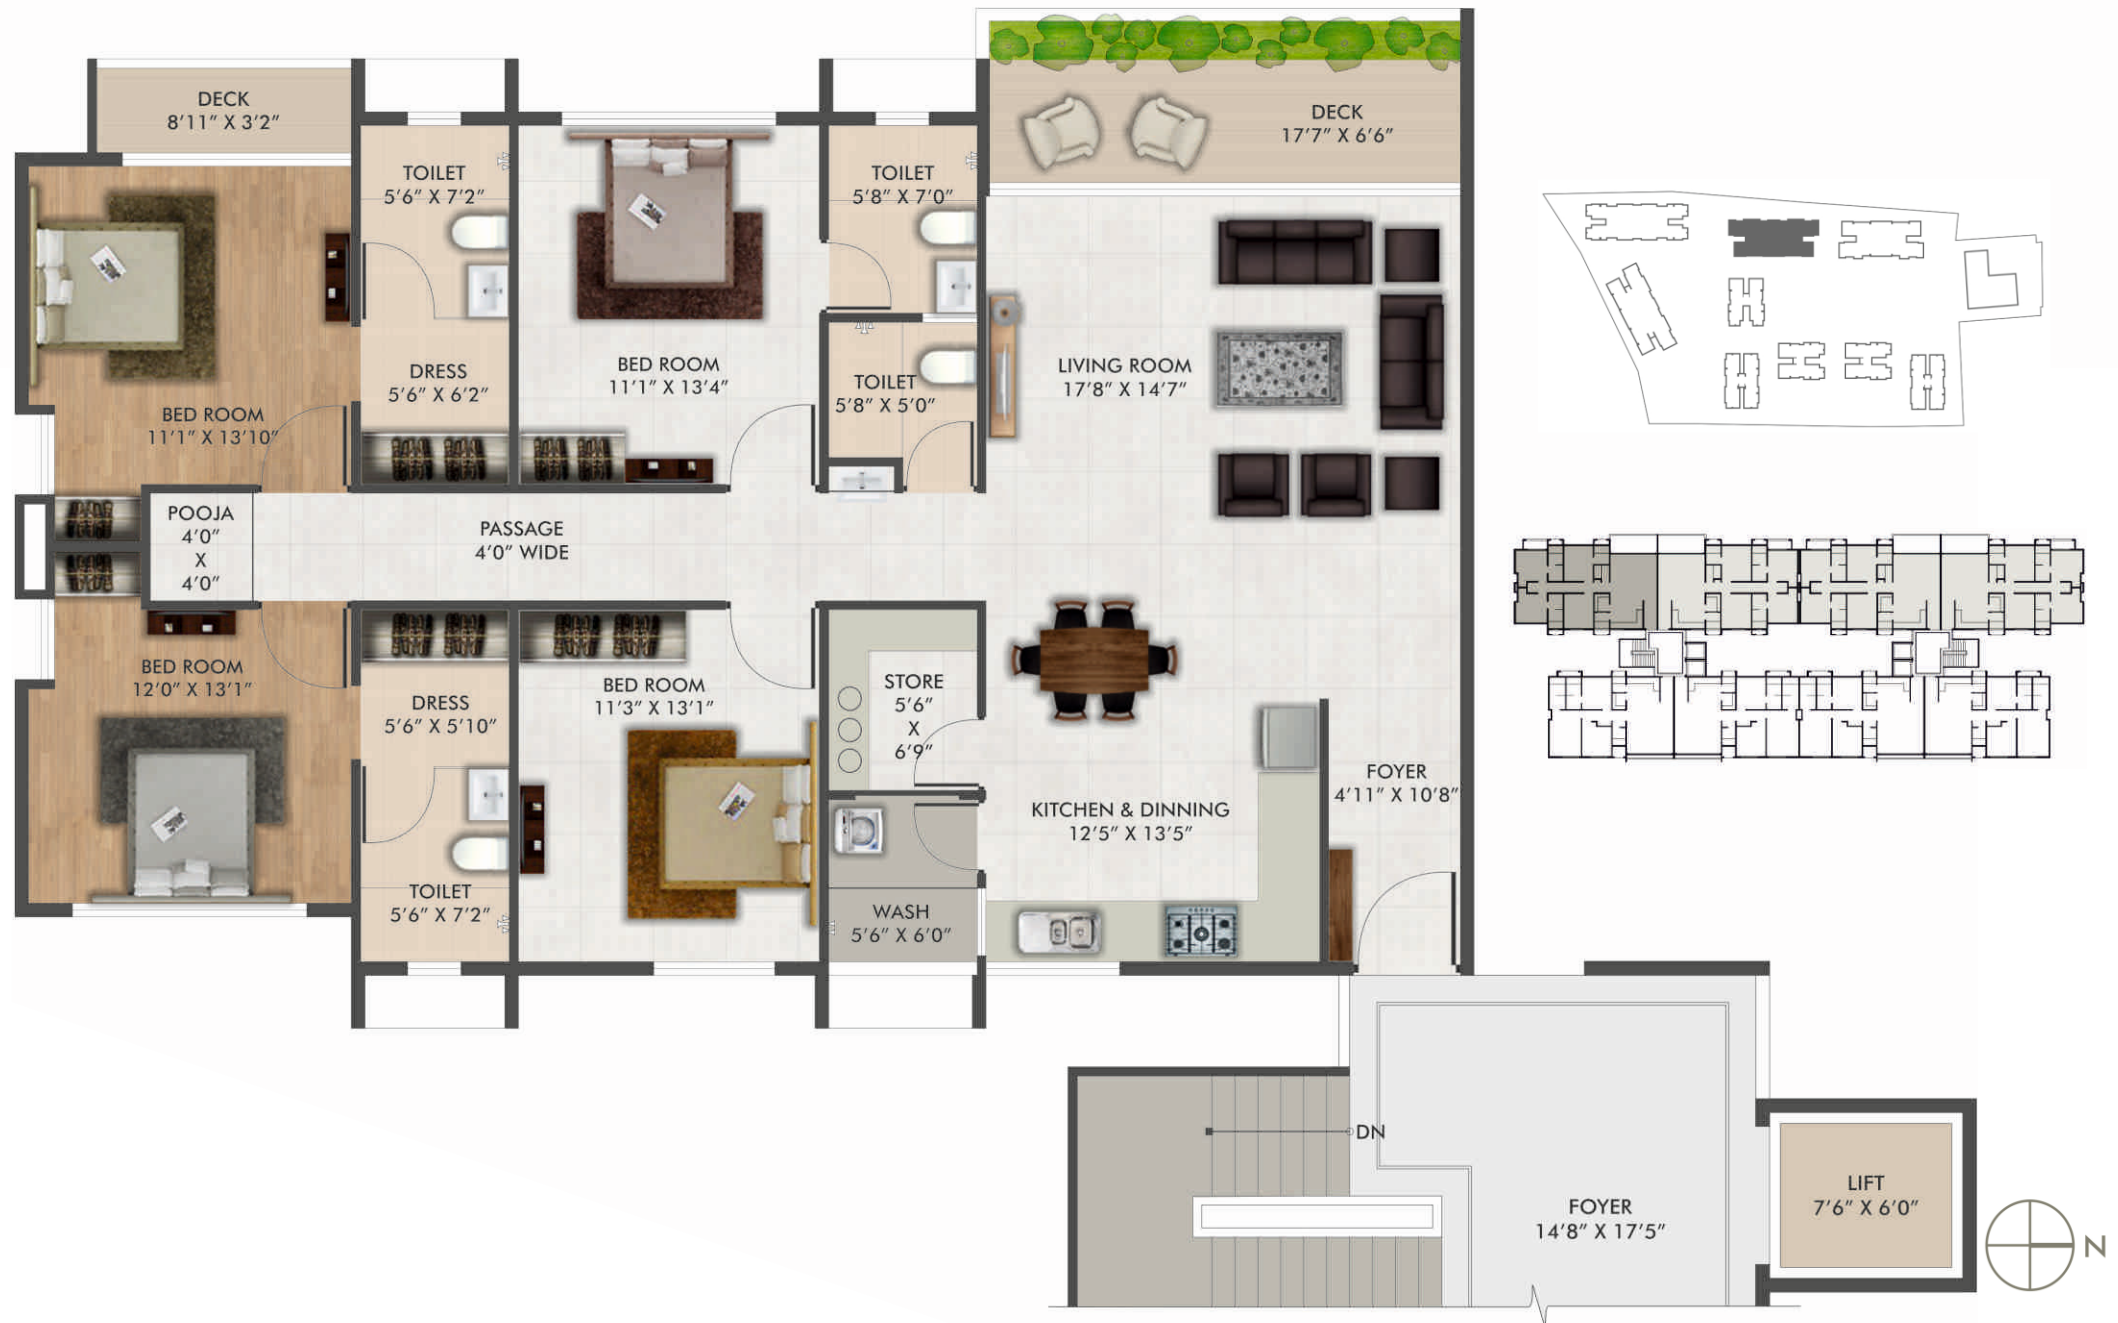 DECK
8'11" X 3'2"
DECK
17'7" X 6'6"
TOILET
5'6" X 7'2"
TOILET
5'8" X 7'0"
BED ROOM
11'1" X 13'4"
LIVING ROOM
17'8" X 14'7"
DRESS
5'6" X 6'2"
TOILET
5'8" X 5'0"
BED ROOM
11'1" X 13'10"
POOJA
4'0"
X
4'0"
PASSAGE
4'0" WIDE
BED ROOM
12'0" X 13'1"
DRESS
5'6" X 5'10"
BED ROOM
11'3" X 13'1"
STORE
5'6"
X
6'9"
FOYER
4'11" X 10'8"
KITCHEN & DINNING
12'5" X 13'5"
TOILET
5'6" X 7'2"
WASH
5'6" X 6'0"
DN
FOYER
14'8" X 17'5"
LIFT
7'6" X 6'0"
N